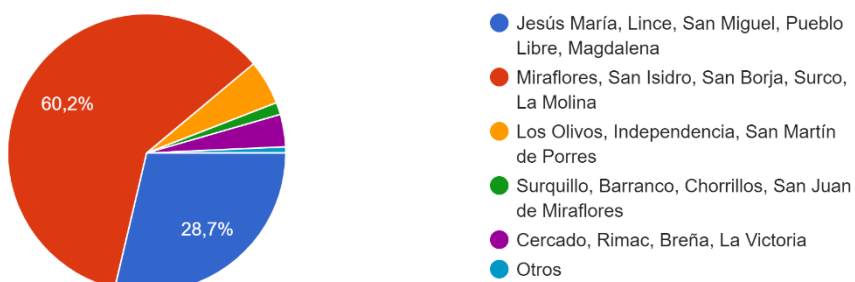 60,2%
28,7%
Jesús María, Lince, San Miguel, Pueblo
Libre, Magdalena
Miraflores, San Isidro, San Borja, Surco,
La Molina
Los Olivos, Independencia, San Martín
de Porres
Surquillo, Barranco, Chorrillos, San Juan
de Miraflores
Cercado, Rimac, Breña, La Victoria
Otros